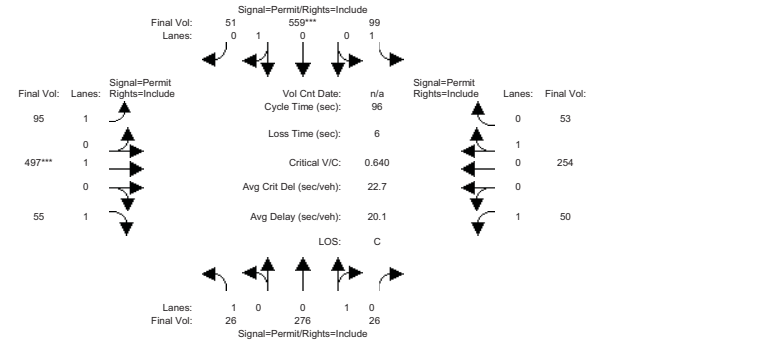 Signal=Permit/Rights=Include
Final Vol: 51 559*** 99
Lanes: 0 1 0 0 1
Signal=Permit Signal=Permit
Final Vol: Lanes: Rights=Include Vol Cnt Date: n/a Rights=Include Lanes: Final Vol:
Cycle Time (sec): 96
95 1 0 53
Loss Time (sec): 6
0 1
497*** 1 Critical V/C: 0.640 0 254
0 Avg Crit Del (sec/veh): 22.7 0
55 1 Avg Delay (sec/veh): 20.1 1 50
LOS: C
Lanes: 1 0 0 1 0
Final Vol: 26 276 26
Signal=Permit/Rights=Include